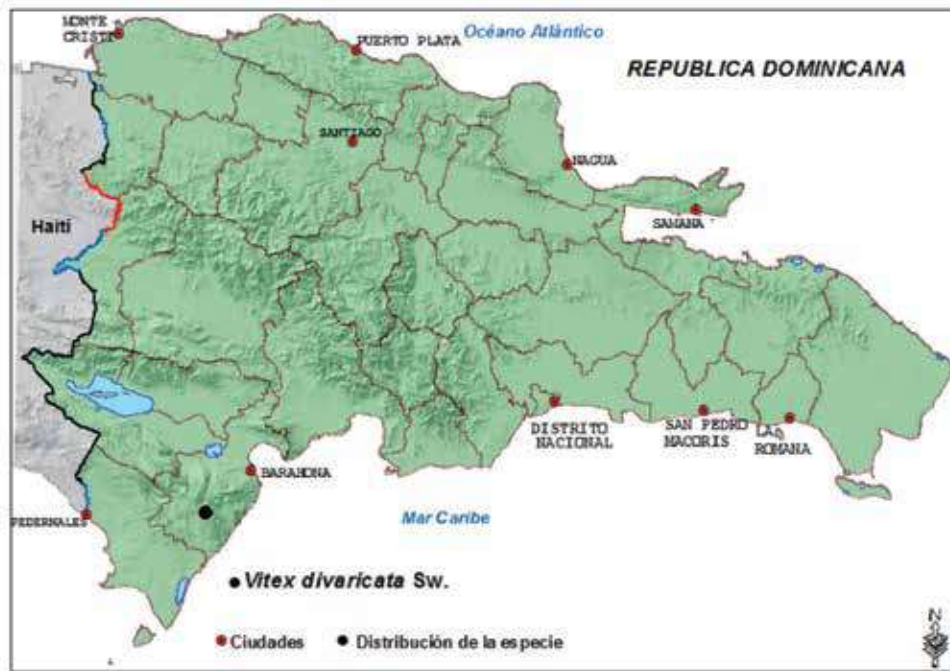 MONTE
CRISTI
PUERTO PLATA
Océano Atlántico
REPUBLICA DOMINICANA
SANTIAGO
NAGUA
SAMANA
Haití
DISTRITO
NACIONAL
SAN PEDRO
MACORIS
LA
ROMANA
BARAHONA
PEDERNALES
Mar Caribe
Vitex divaricata Sw.
Ciudades
Distribución de la especie
N